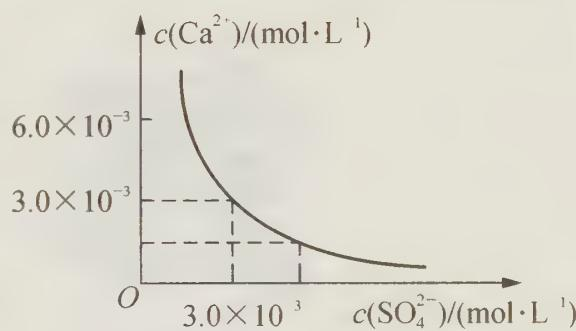 c(Ca²⁺)/(mol·L ¹)
6.0×10⁻³
3.0×10⁻³
O
3.0×10 ³
c(SO₄²⁻)/(mol·L ¹)